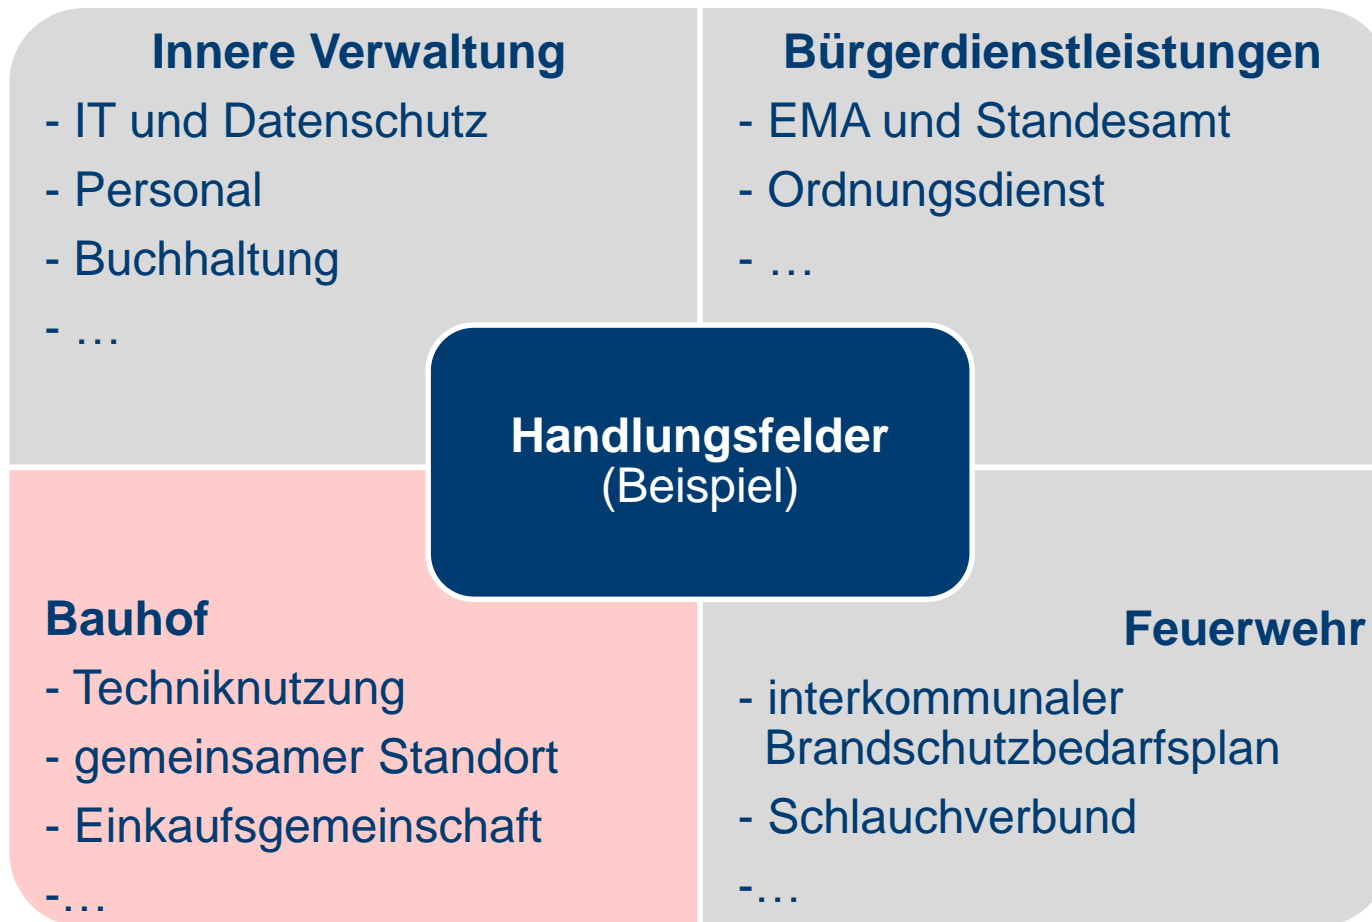 Innere Verwaltung
- IT und Datenschutz
- Personal
- Buchhaltung
- …
Bürgerdienstleistungen
- EMA und Standesamt
- Ordnungsdienst
- …
Handlungsfelder
(Beispiel)
Bauhof
- Techniknutzung
- gemeinsamer Standort
- Einkaufsgemeinschaft
-…
Feuerwehr
- interkommunaler
Brandschutzbedarfsplan
- Schlauchverbund
-…